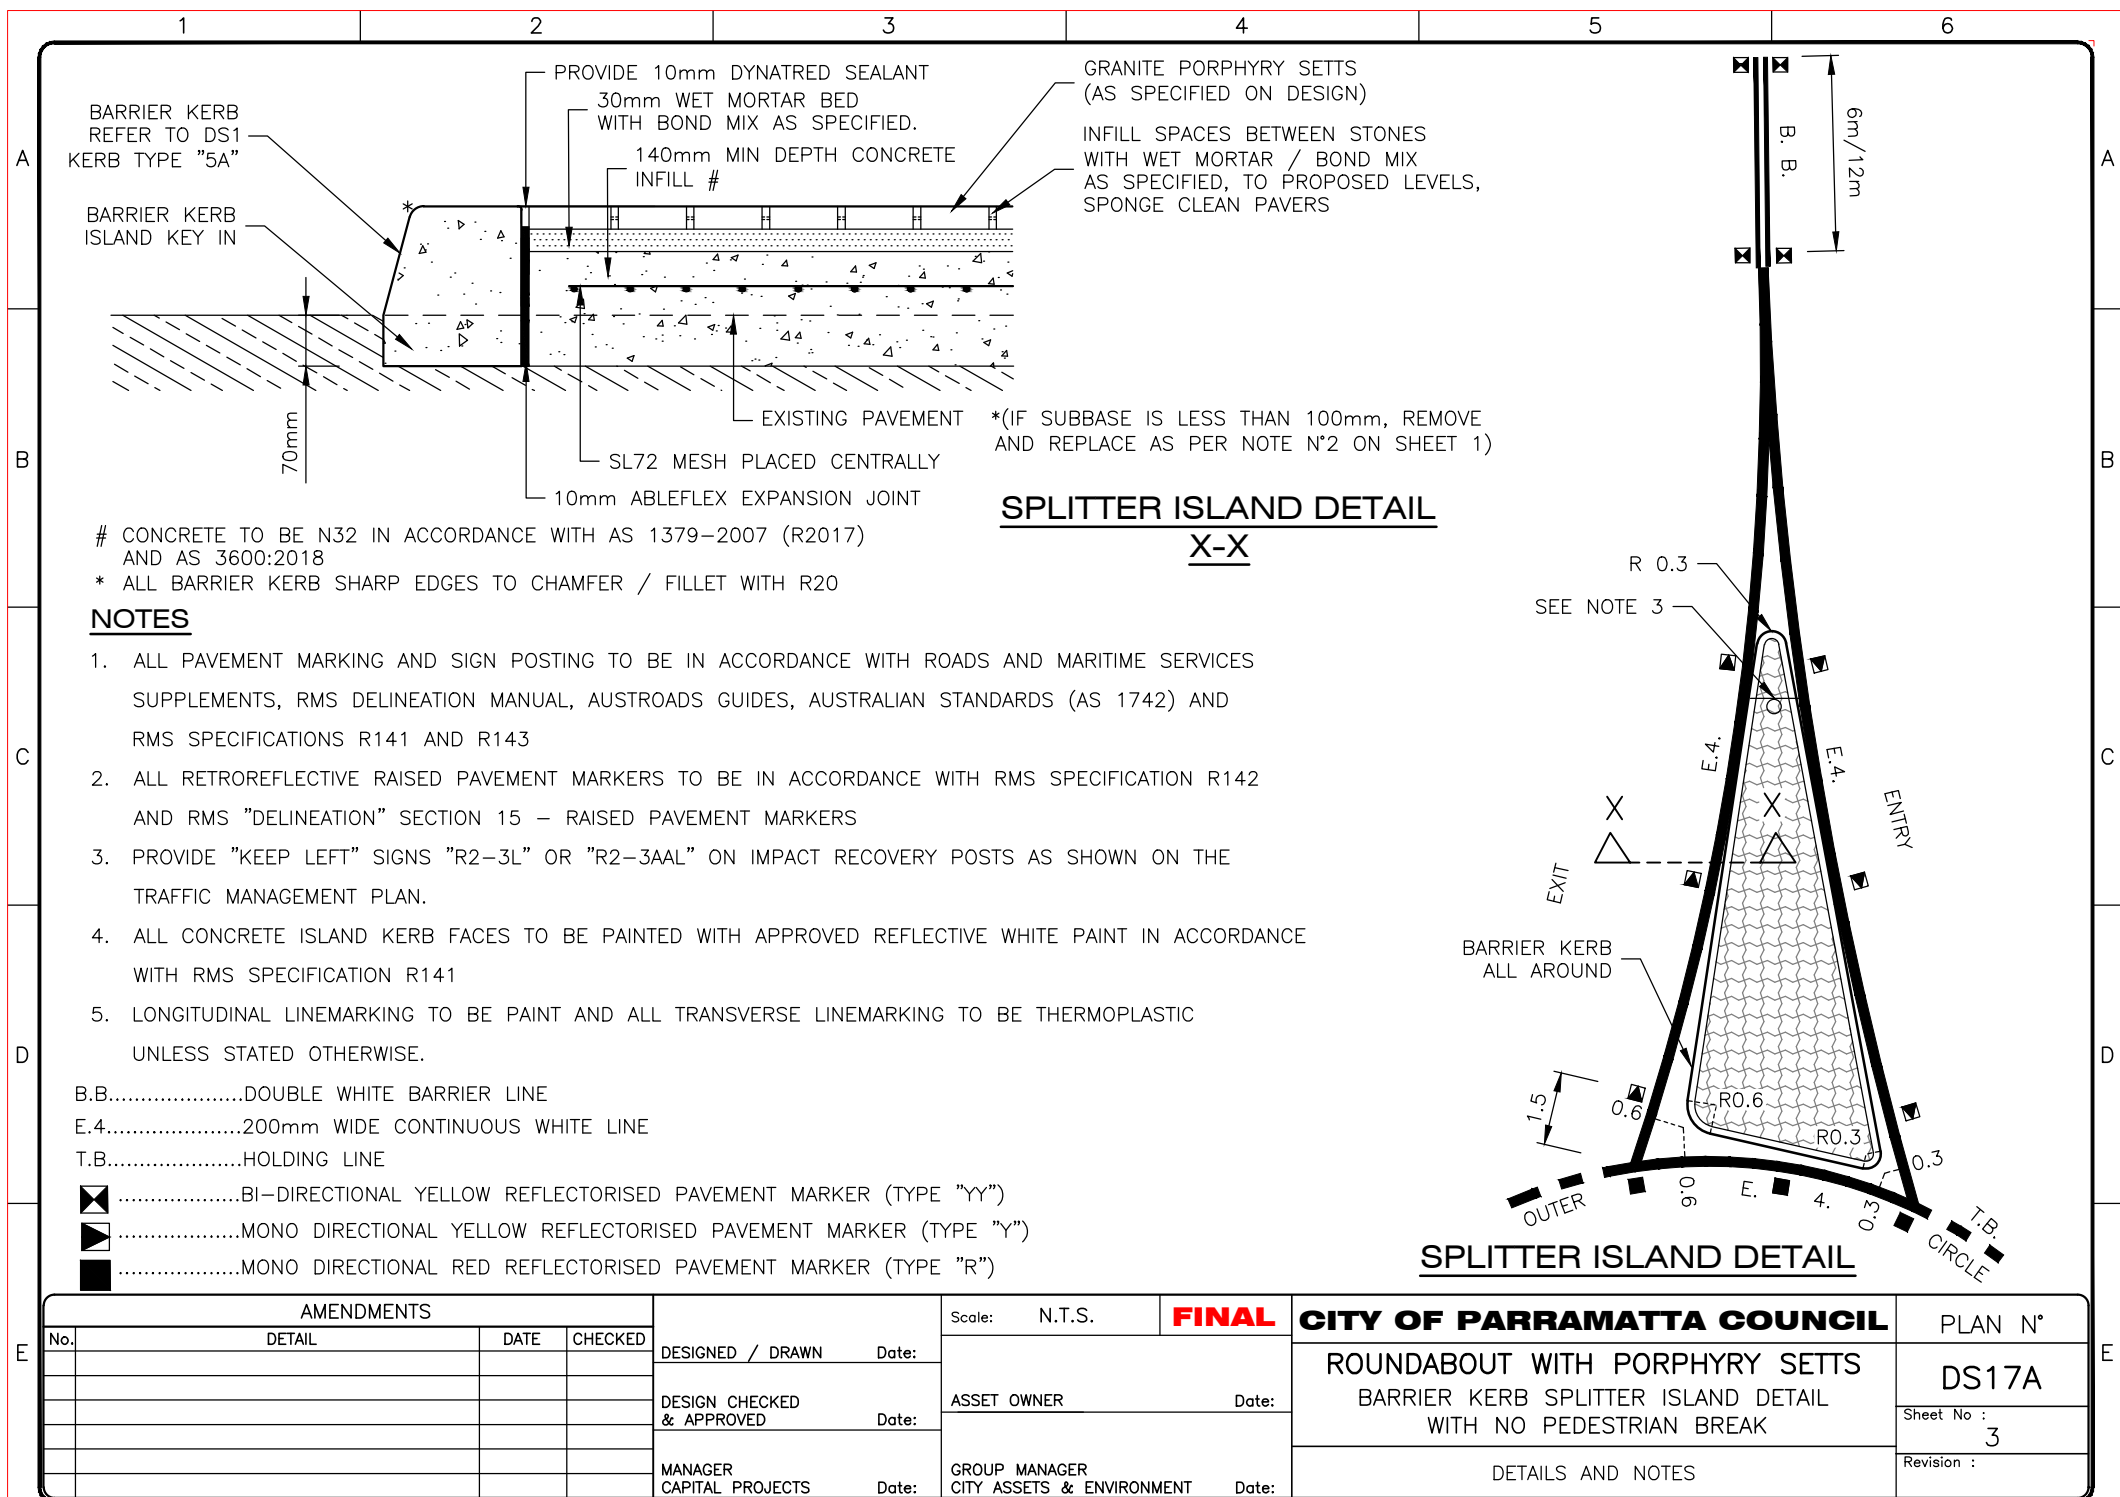 1 2 3 4 5 6
A
B
C
D
E
A
B
C
D
E
BARRIER KERB
REFER TO DS1
KERB TYPE "5A"
BARRIER KERB
ISLAND KEY IN
PROVIDE 10mm DYNATRED SEALANT
30mm WET MORTAR BED
WITH BOND MIX AS SPECIFIED.
140mm MIN DEPTH CONCRETE
INFILL #
GRANITE PORPHYRY SETTS
(AS SPECIFIED ON DESIGN)
INFILL SPACES BETWEEN STONES
WITH WET MORTAR / BOND MIX
AS SPECIFIED, TO PROPOSED LEVELS,
SPONGE CLEAN PAVERS
*
70mm
EXISTING PAVEMENT
*(IF SUBBASE IS LESS THAN 100mm, REMOVE
AND REPLACE AS PER NOTE N°2 ON SHEET 1)
SL72 MESH PLACED CENTRALLY
10mm ABLEFLEX EXPANSION JOINT
SPLITTER ISLAND DETAIL
X-X
# CONCRETE TO BE N32 IN ACCORDANCE WITH AS 1379-2007 (R2017)
AND AS 3600:2018
* ALL BARRIER KERB SHARP EDGES TO CHAMFER / FILLET WITH R20
NOTES
1. ALL PAVEMENT MARKING AND SIGN POSTING TO BE IN ACCORDANCE WITH ROADS AND MARITIME SERVICES
SUPPLEMENTS, RMS DELINEATION MANUAL, AUSTROADS GUIDES, AUSTRALIAN STANDARDS (AS 1742) AND
RMS SPECIFICATIONS R141 AND R143
2. ALL RETROREFLECTIVE RAISED PAVEMENT MARKERS TO BE IN ACCORDANCE WITH RMS SPECIFICATION R142
AND RMS "DELINEATION" SECTION 15 – RAISED PAVEMENT MARKERS
3. PROVIDE "KEEP LEFT" SIGNS "R2-3L" OR "R2-3AAL" ON IMPACT RECOVERY POSTS AS SHOWN ON THE
TRAFFIC MANAGEMENT PLAN.
4. ALL CONCRETE ISLAND KERB FACES TO BE PAINTED WITH APPROVED REFLECTIVE WHITE PAINT IN ACCORDANCE
WITH RMS SPECIFICATION R141
5. LONGITUDINAL LINEMARKING TO BE PAINT AND ALL TRANSVERSE LINEMARKING TO BE THERMOPLASTIC
UNLESS STATED OTHERWISE.
B.B.....................DOUBLE WHITE BARRIER LINE
E.4.....................200mm WIDE CONTINUOUS WHITE LINE
T.B.....................HOLDING LINE
...................BI-DIRECTIONAL YELLOW REFLECTORISED PAVEMENT MARKER (TYPE "YY")
...................MONO DIRECTIONAL YELLOW REFLECTORISED PAVEMENT MARKER (TYPE "Y")
...................MONO DIRECTIONAL RED REFLECTORISED PAVEMENT MARKER (TYPE "R")
B. B.
6m/12m
R 0.3
SEE NOTE 3
E.4.
E.4.
X
X
ENTRY
EXIT
BARRIER KERB
ALL AROUND
1.5
0.6
R0.6
R0.3
0.3
0.6
E. 4.
0.3
OUTER
T.B.
CIRCLE
SPLITTER ISLAND DETAIL
AMENDMENTS
No. DETAIL DATE CHECKED
DESIGNED / DRAWN Date:
DESIGN CHECKED
& APPROVED Date:
MANAGER
CAPITAL PROJECTS Date:
Scale: N.T.S. FINAL
ASSET OWNER Date:
GROUP MANAGER
CITY ASSETS & ENVIRONMENT Date:
CITY OF PARRAMATTA COUNCIL
ROUNDABOUT WITH PORPHYRY SETTS
BARRIER KERB SPLITTER ISLAND DETAIL
WITH NO PEDESTRIAN BREAK
DETAILS AND NOTES
PLAN N°
DS17A
Sheet No :
3
Revision :